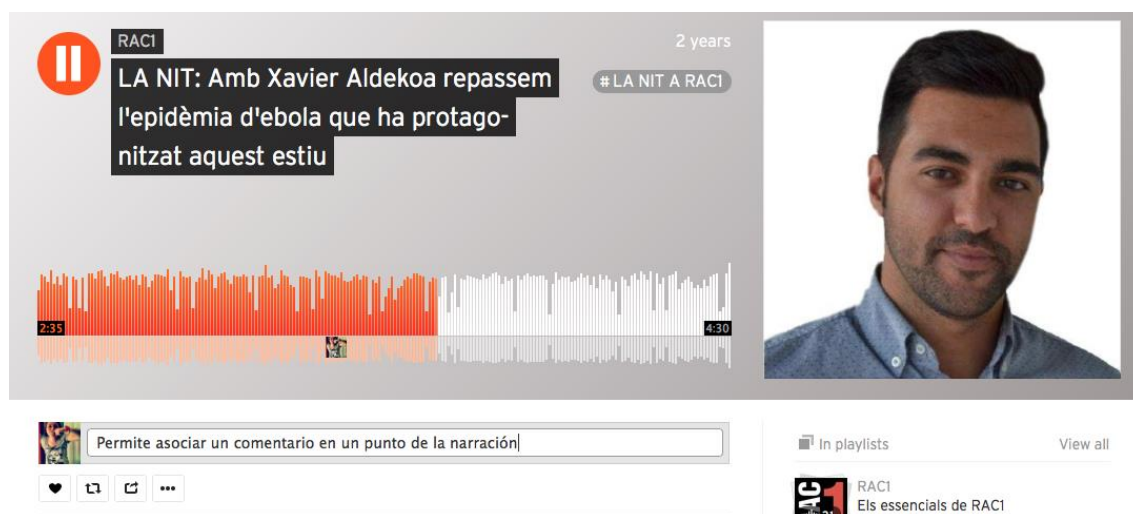 RAC1
2 years
LA NIT: Amb Xavier Aldekoa repassem
l'epidèmia d'ebola que ha protago-
nitzat aquest estiu
# LA NIT A RAC1
2:35
4:30
Permite asociar un comentario en un punto de la narración
In playlists
View all
RAC1
Els essencials de RAC1